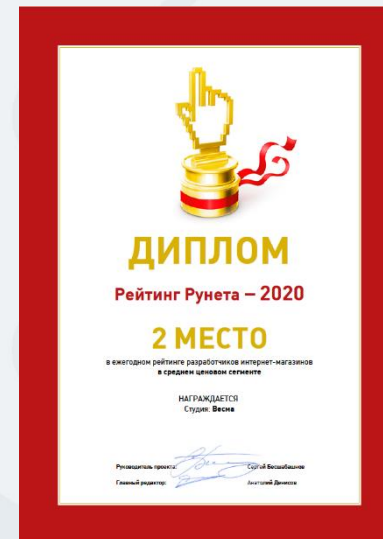 ДИПЛОМ
Рейтинг Рунета – 2020
2 МЕСТО
в ежегодном рейтинге разработчиков интернет-магазинов
в среднем ценовом сегменте
НАГРАЖДАЕТСЯ
Студия: Весна
Руководитель проекта: Сергей Бесшабашнов
Главный редактор: Анатолий Денисов